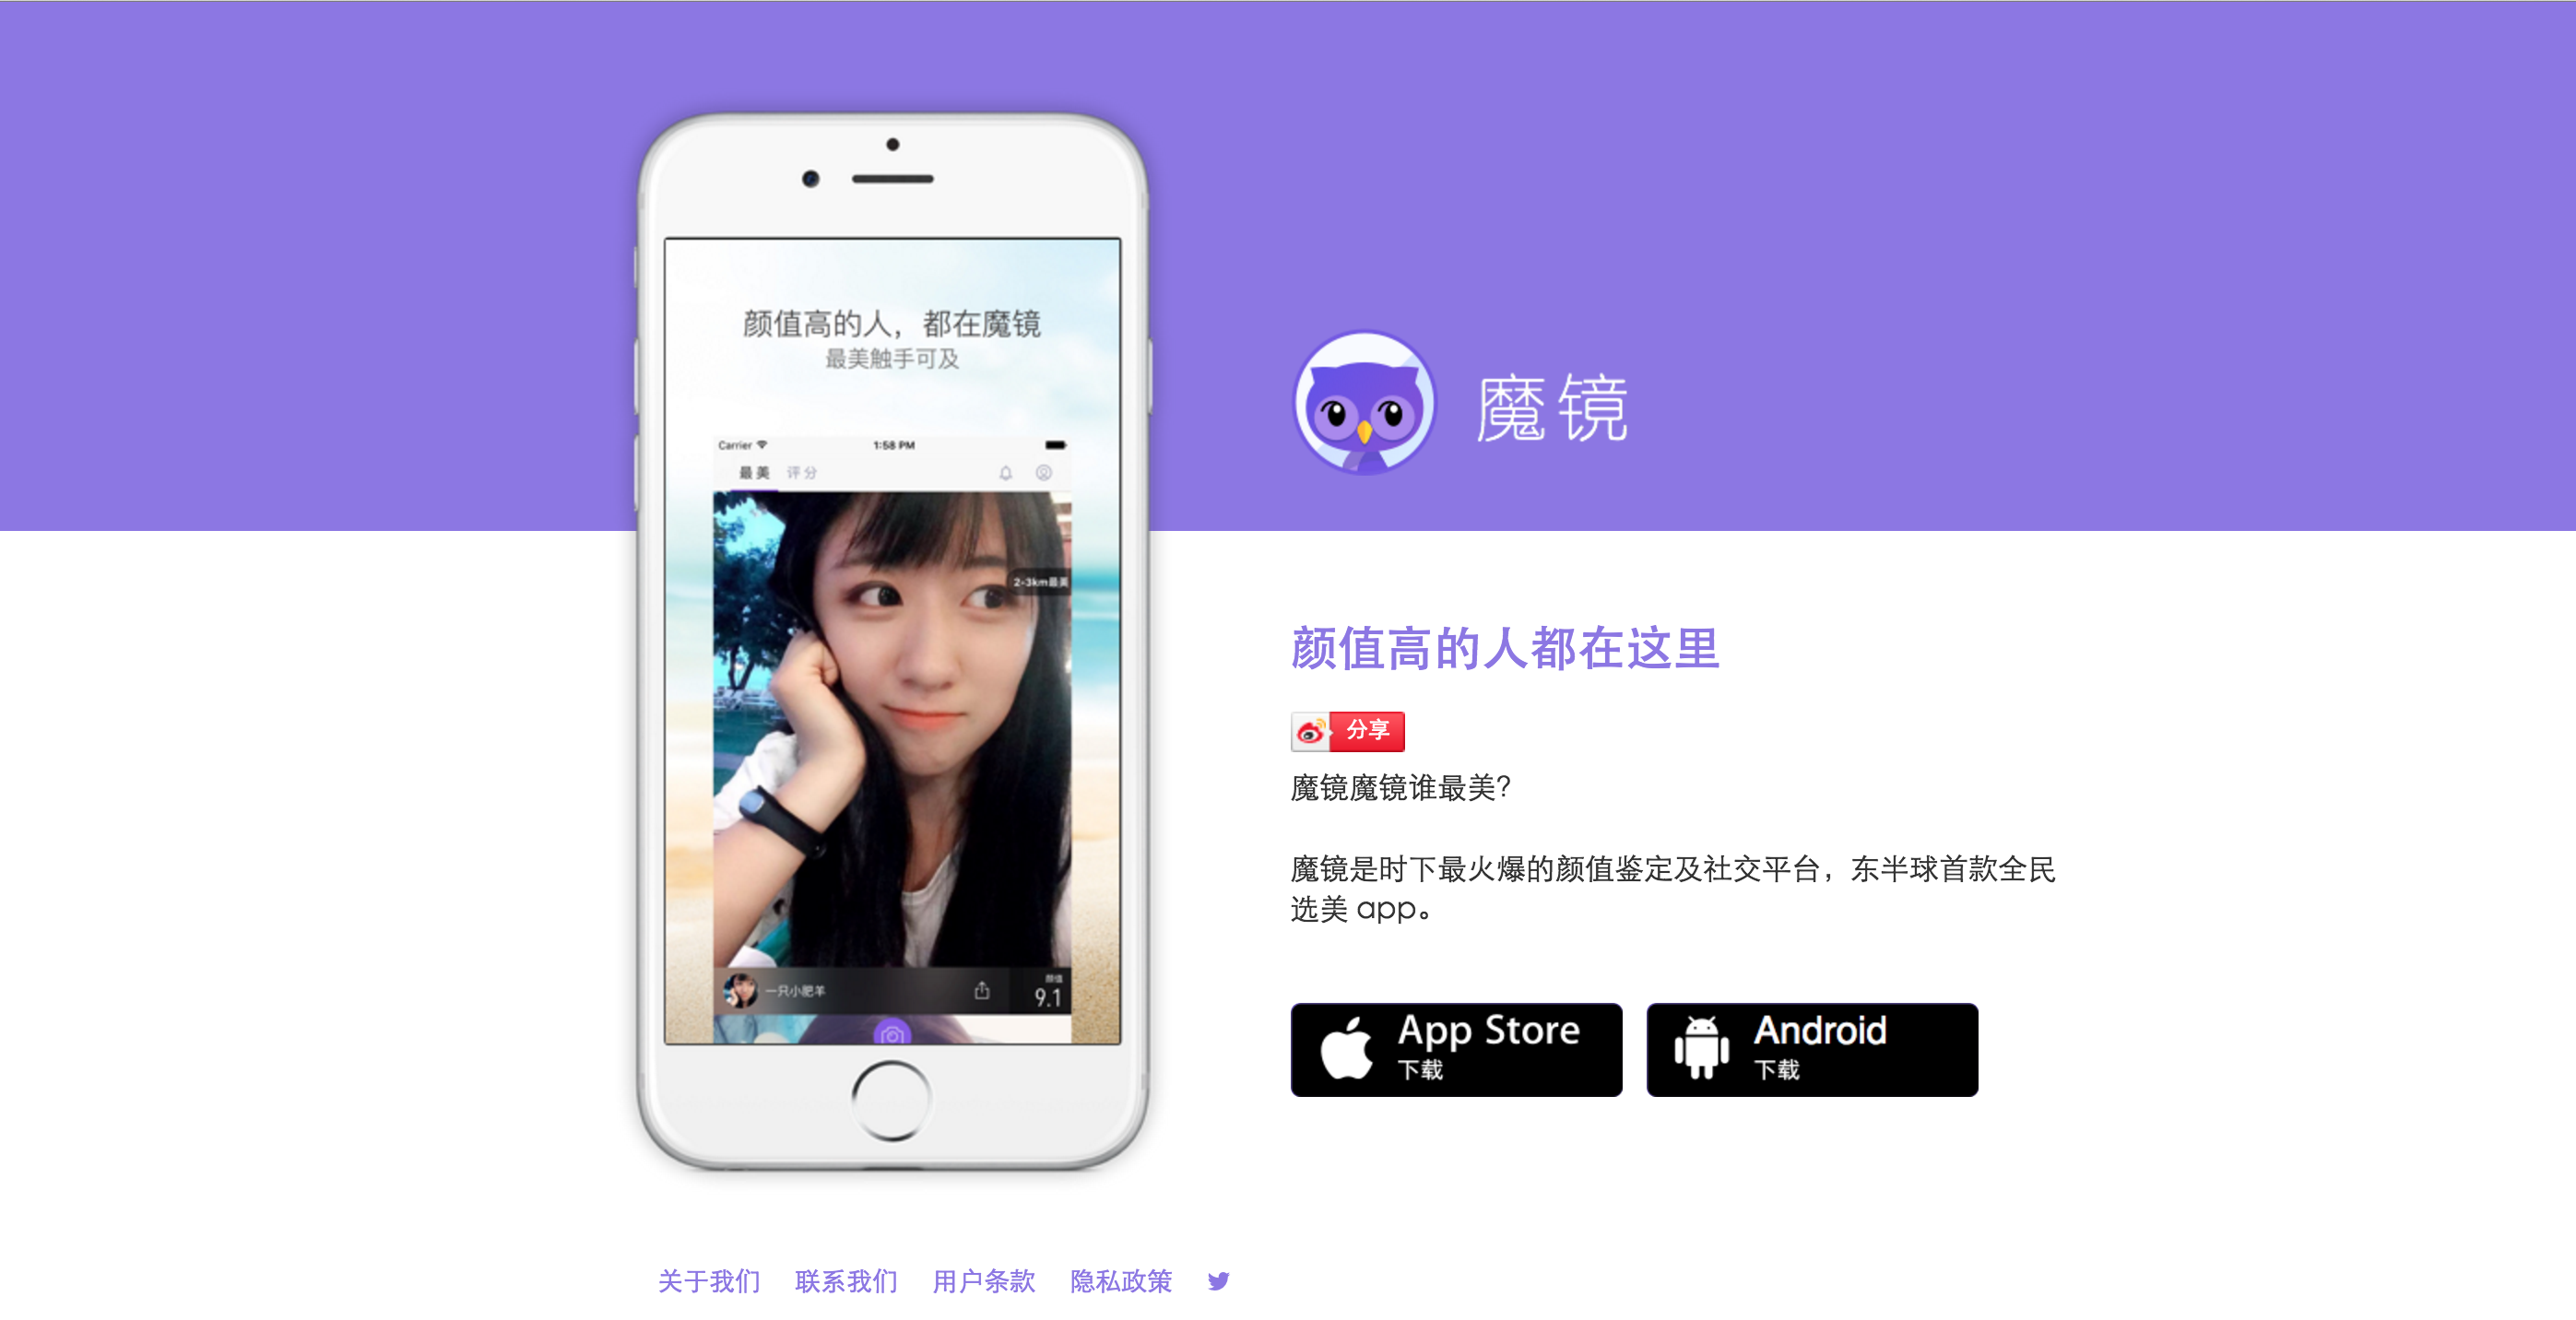 颜值高的人，都在魔镜
最美触手可及
Carrier 1:58 PM
最美 评分
2-3km最美
一只小肥羊
颜值
9.1
魔镜
颜值高的人都在这里
分享
魔镜魔镜谁最美?
魔镜是时下最火爆的颜值鉴定及社交平台，东半球首款全民
选美 app。
App Store
下载
Android
下载
关于我们 联系我们 用户条款 隐私政策